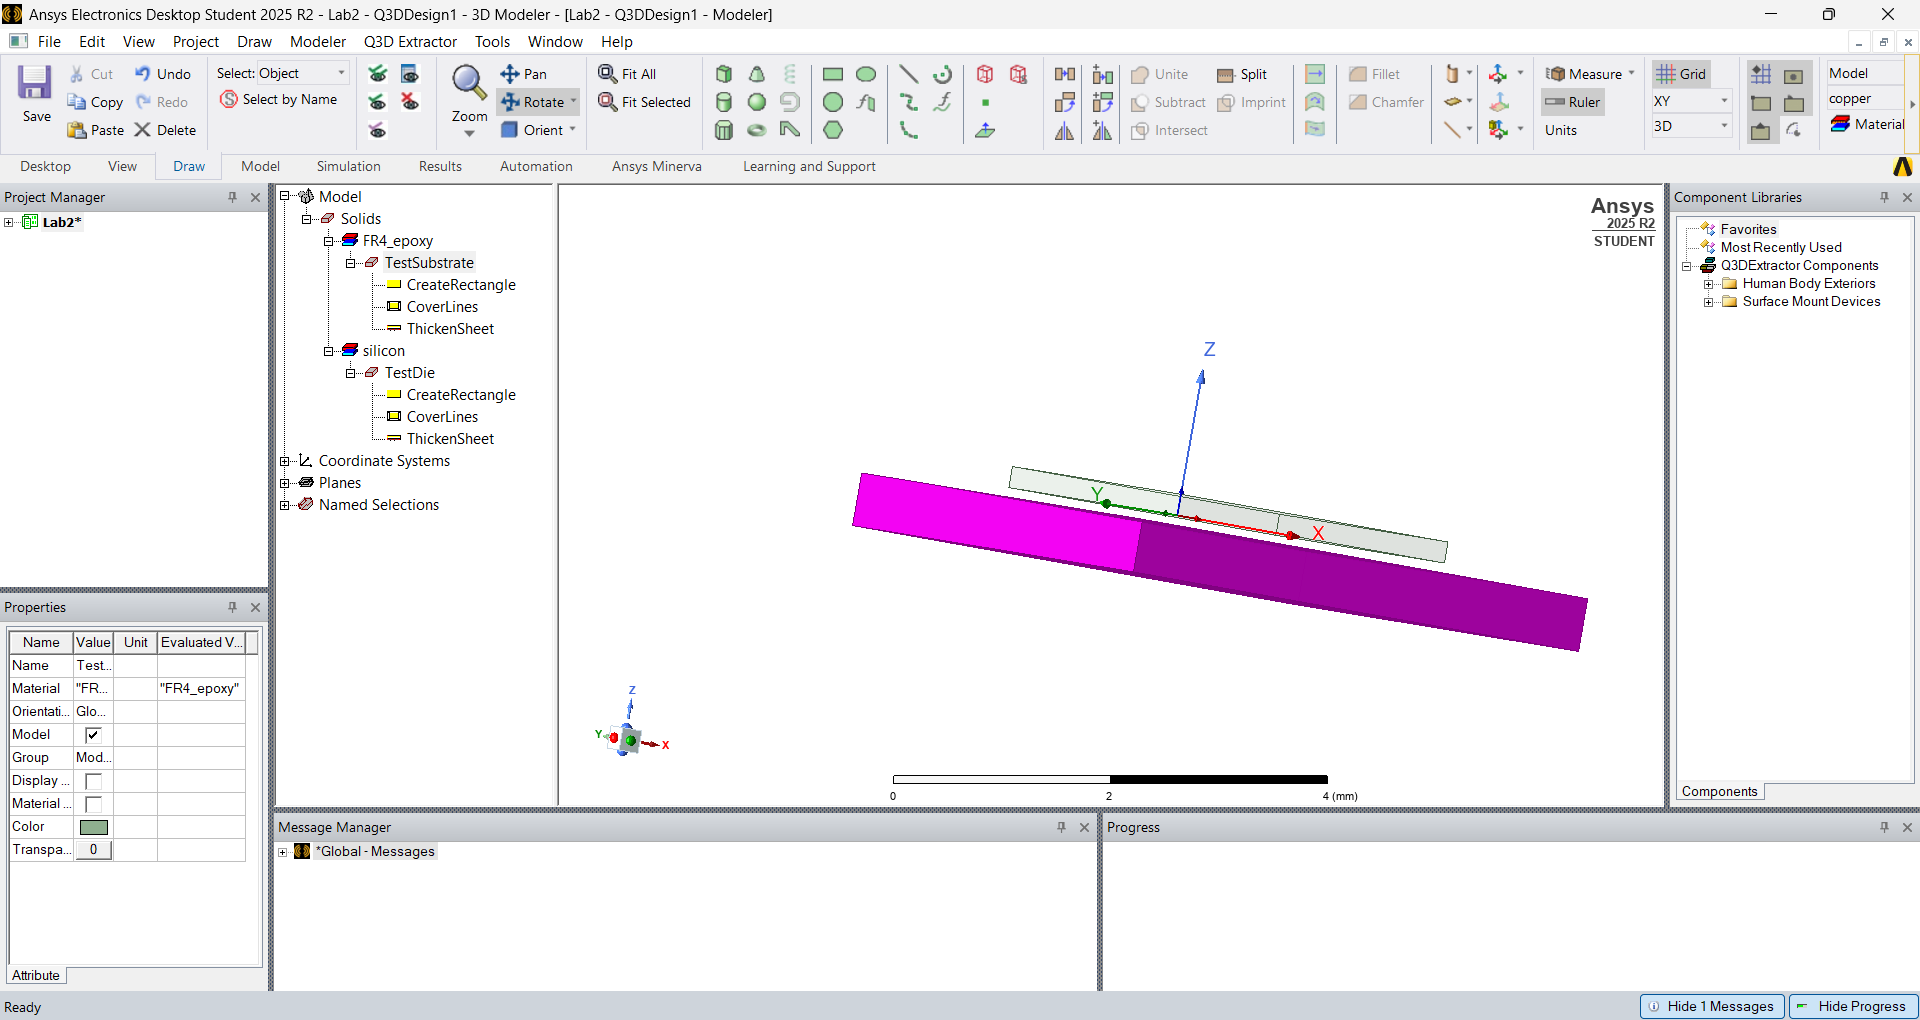 Ansys Electronics Desktop Student 2025 R2 - Lab2 - Q3DDesign1 - 3D Modeler - [Lab2 - Q3DDesign1 - Modeler]
File Edit View Project Draw Modeler Q3D Extractor Tools Window Help
Save
Cut
Copy
Paste
Undo
Redo
Delete
Select: Object
Select by Name
Zoom
Pan
Rotate
Orient
Fit All
Fit Selected
Unite
Subtract
Intersect
Split
Imprint
Fillet
Chamfer
Measure
Ruler
Units
Grid
XY
3D
Model
copper
Material
Desktop View Draw Model Simulation Results Automation Ansys Minerva Learning and Support
Project Manager
Lab2*
Properties
Name Value Unit Evaluated V...
Name Test...
Material "FR... "FR4_epoxy"
Orientati... Glo...
Model
Group Mod...
Display ...
Material ...
Color
Transpa... 0
Attribute
Model
Solids
FR4_epoxy
TestSubstrate
CreateRectangle
CoverLines
ThickenSheet
silicon
TestDie
CreateRectangle
CoverLines
ThickenSheet
Coordinate Systems
Planes
Named Selections
Ansys
2025 R2
STUDENT
Z
Y
X
Z
Y
X
0 2 4 (mm)
Component Libraries
Favorites
Most Recently Used
Q3DExtractor Components
Human Body Exteriors
Surface Mount Devices
Components
Message Manager
*Global - Messages
Progress
Ready
Hide 1 Messages
Hide Progress